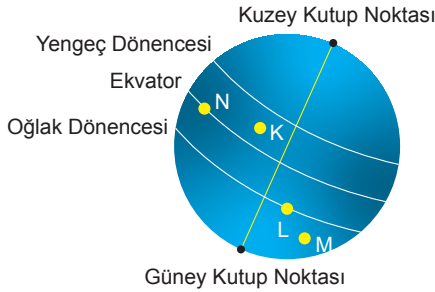 Kuzey Kutup Noktası
Yengeç Dönencesi
Ekvator
N
Oğlak Dönencesi
K
L
M
Güney Kutup Noktası